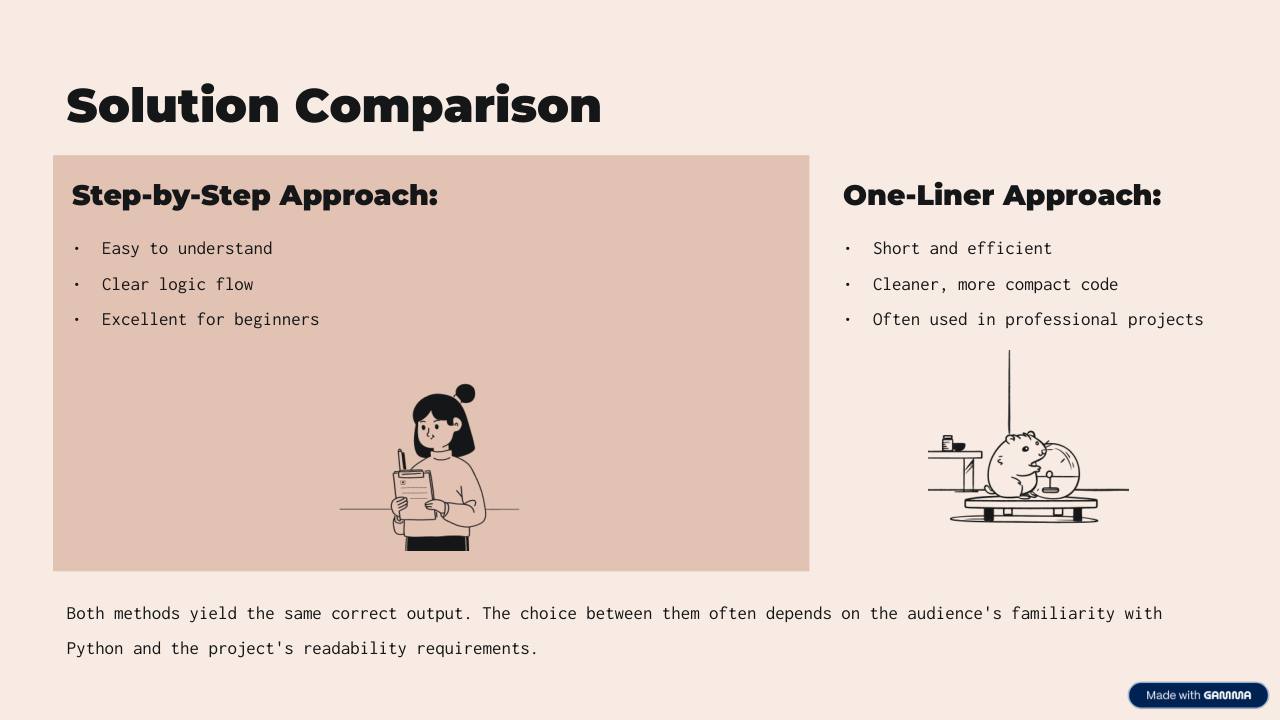 Solution Comparison
Step-by-Step Approach:
• Easy to understand
• Clear logic flow
• Excellent for beginners
One-Liner Approach:
• Short and efficient
• Cleaner, more compact code
• Often used in professional projects
Both methods yield the same correct output. The choice between them often depends on the audience's familiarity with
Python and the project's readability requirements.
Made with GAMMA